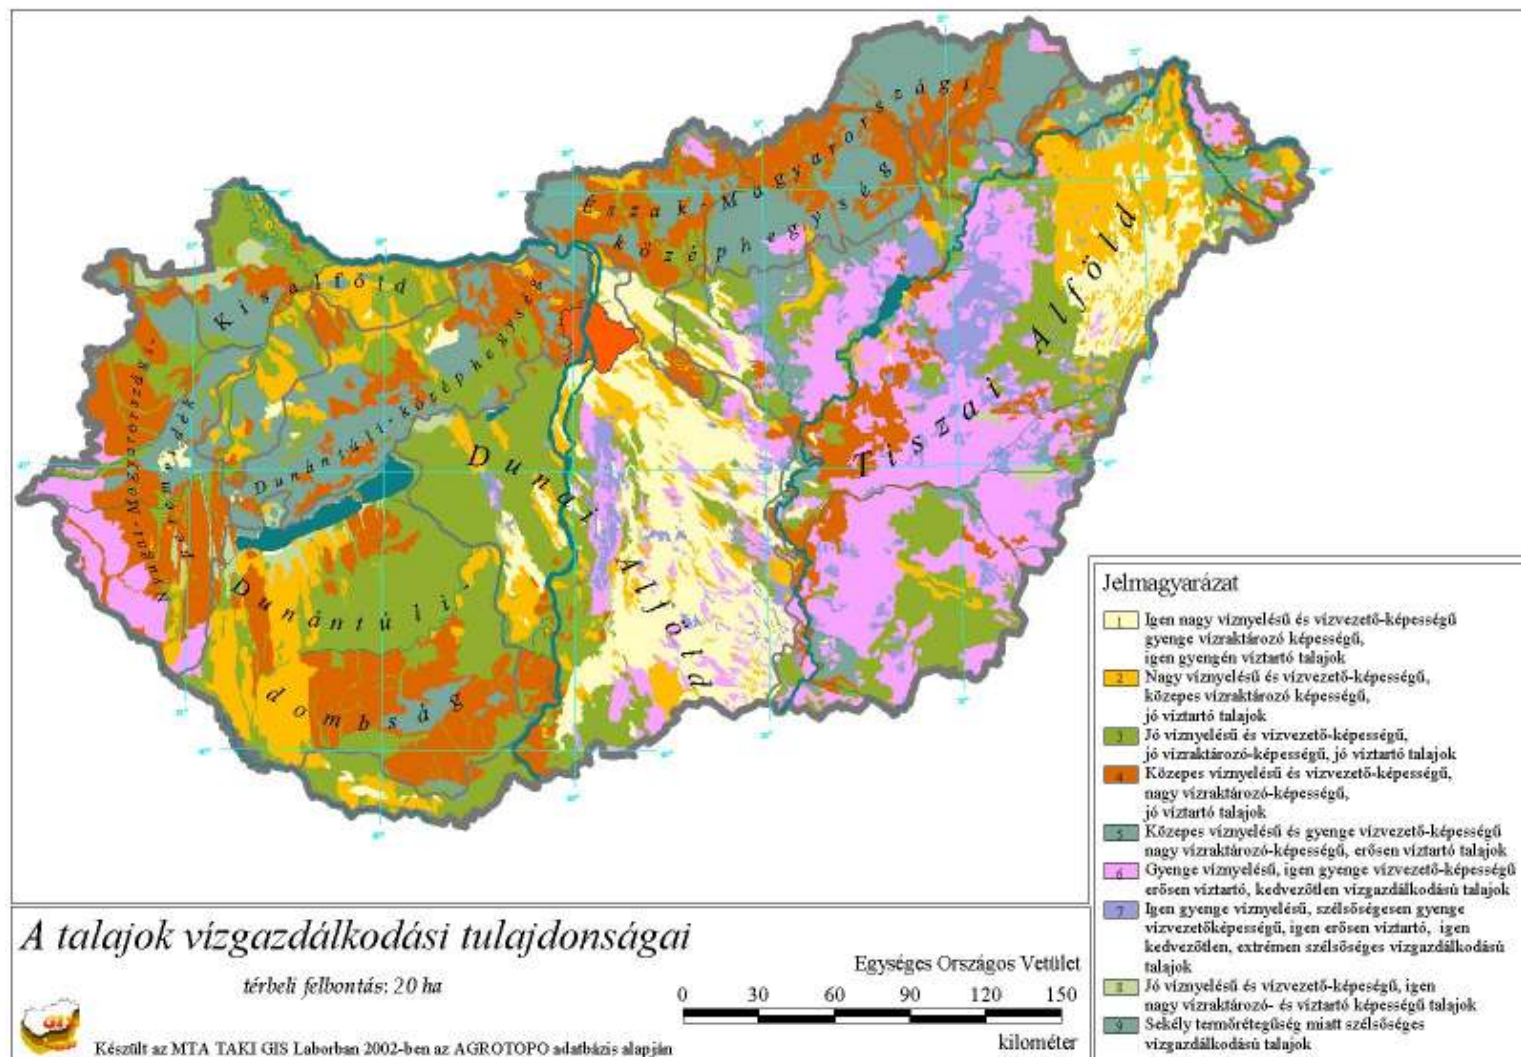 Észak-Magyarországi-
középhegység
Kisalföld
Nyugat-Magyarországi-
peremvidék
Dunántúli-középhegység
Dunai
Alföld
Tiszai
Alföld
Dunántúli-
dombság
Jelmagyarázat
1 Igen nagy víznyelésű és vízvezető-képességű
gyenge vízraktározó képességű,
igen gyengén víztartó talajok
2 Nagy víznyelésű és vízvezető-képességű,
közepes vízraktározó képességű,
jó víztartó talajok
3 Jó víznyelésű és vízvezető-képességű,
jó vízraktározó-képességű, jó víztartó talajok
4 Közepes víznyelésű és vízvezető-képességű,
nagy vízraktározó-képességű,
jó víztartó talajok
5 Közepes víznyelésű és gyenge vízvezető-képességű
nagy vízraktározó-képességű, erősen víztartó talajok
6 Gyenge víznyelésű, igen gyenge vízvezető-képességű
erősen víztartó, kedvezőtlen vízgazdálkodású talajok
7 Igen gyenge víznyelésű, szélsőségesen gyenge
vízvezetőképességű, igen erősen víztartó, igen
kedvezőtlen, extrémen szélsőséges vízgazdálkodású
talajok
8 Jó víznyelésű és vízvezető-képeségű, igen
nagy vízraktározó- és víztartó képességű talajok
9 Sekély termőrétegűség miatt szélsőséges
vízgazdálkodású talajok
A talajok vízgazdálkodási tulajdonságai
térbeli felbontás: 20 ha
GIS
Készült az MTA TAKI GIS Laborban 2002-ben az AGROTOPO adatbázis alapján
Egységes Országos Vetület
0 30 60 90 120 150
kilométer